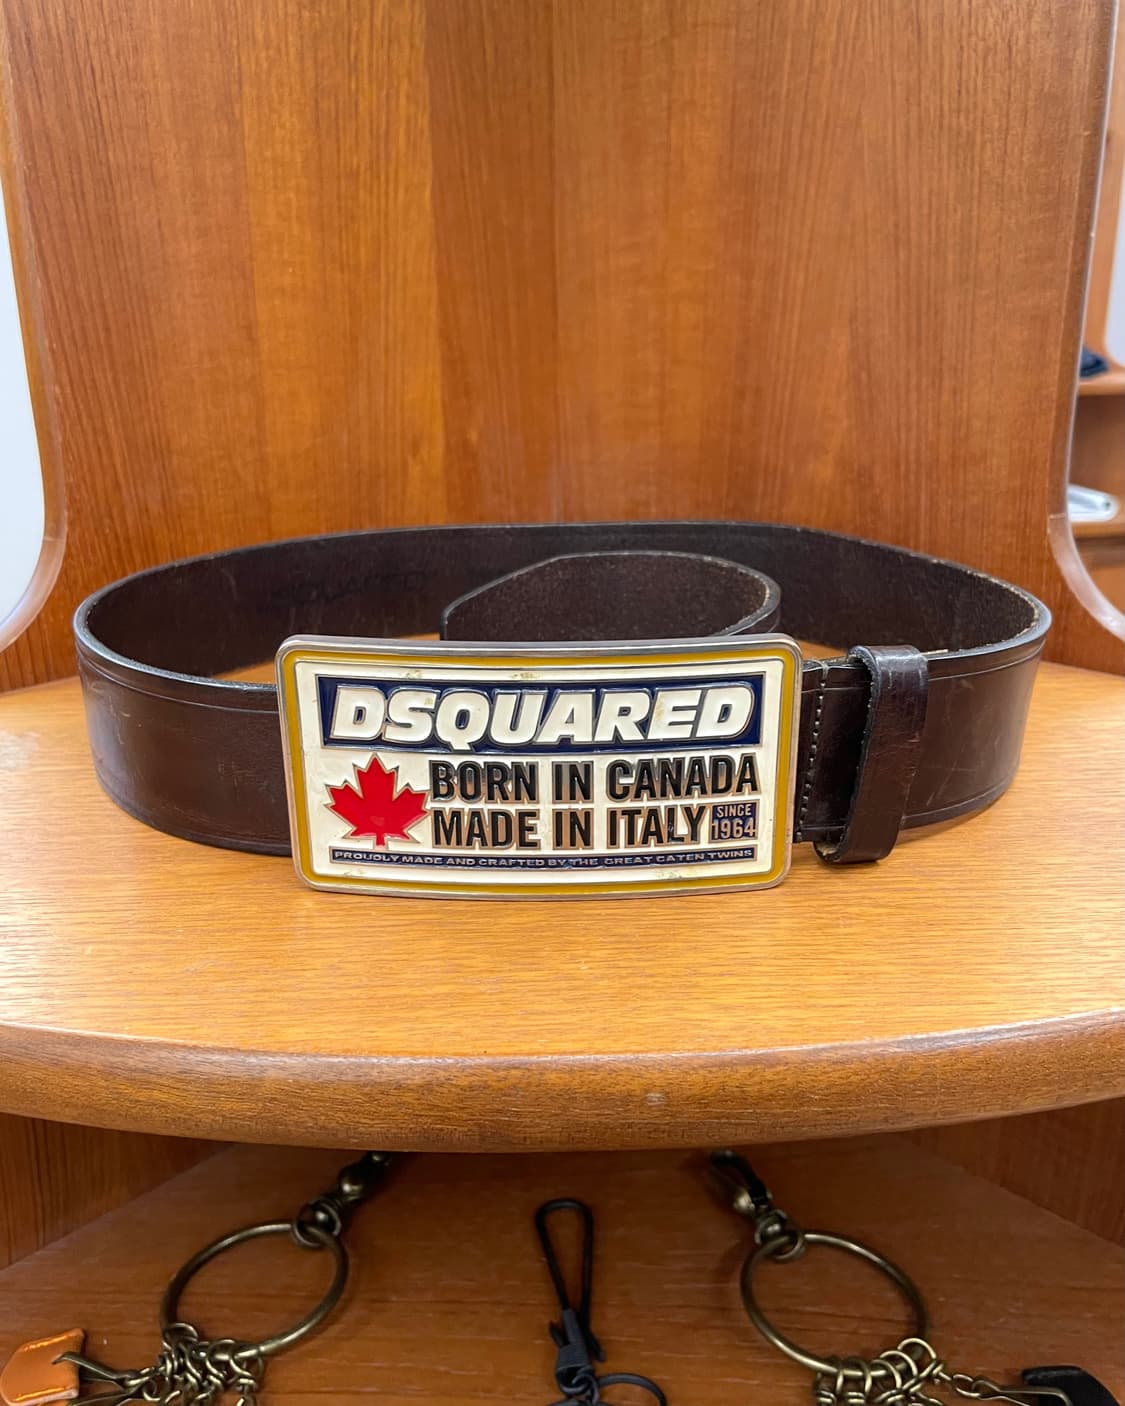 DSQUARED
BORN IN CANADA
MADE IN ITALY
SINCE
1964
PROUDLY MADE AND CRAFTED BY THE GREAT CATEN TWINS